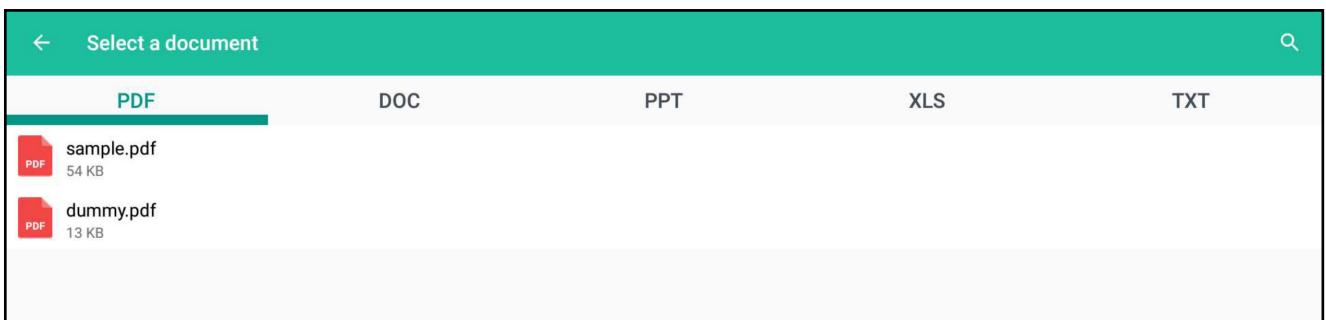 Select a document
PDF DOC PPT XLS TXT
PDF
sample.pdf
54 KB
PDF
dummy.pdf
13 KB